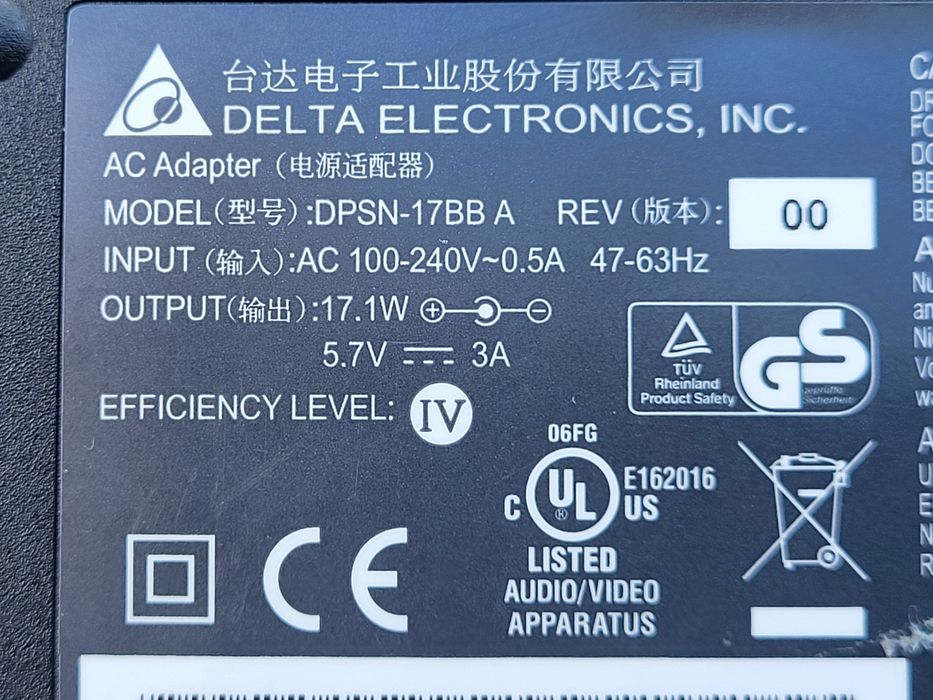 台达电子工业股份有限公司
DELTA ELECTRONICS, INC.
AC Adapter (电源适配器)
MODEL(型号):DPSN-17BB A REV(版本): 00
INPUT (输入):AC 100-240V~0.5A 47-63Hz
OUTPUT(输出):17.1W
5.7V 3A
EFFICIENCY LEVEL: IV
TÜV
Rheinland
Product Safety
GS
geprüfte
Sicherheit
06FG
C UL ® US
E162016
LISTED
AUDIO/VIDEO
APPARATUS
CE